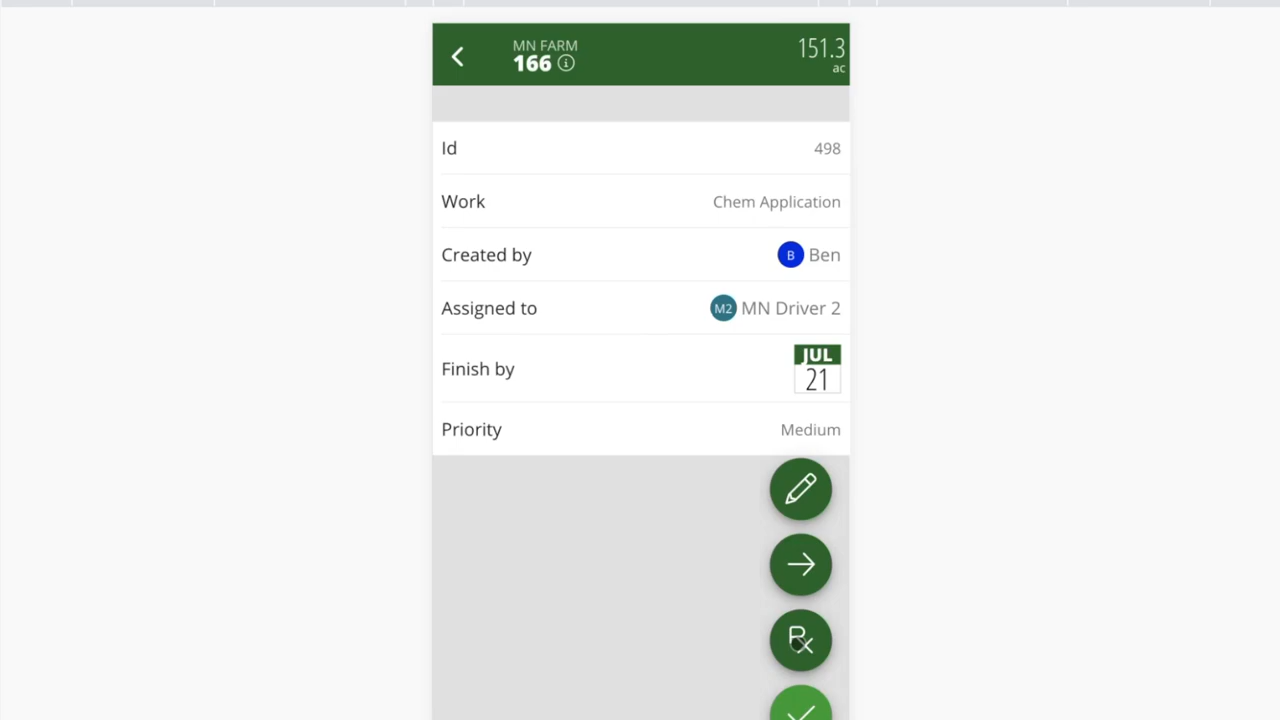 MN FARM
166
151.3
ac
Id 498
Work Chem Application
Created by B Ben
Assigned to M2 MN Driver 2
Finish by JUL
21
Priority Medium
Rx